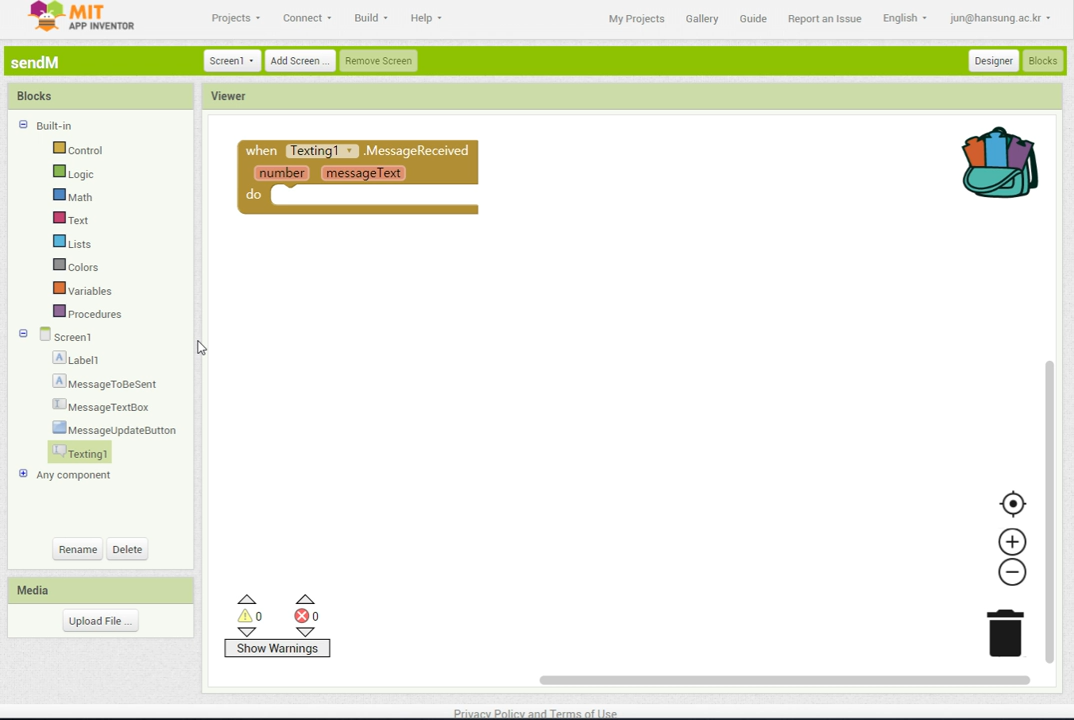 MIT
APP INVENTOR
Projects Connect Build Help My Projects Gallery Guide Report an Issue English jun@hansung.ac.kr
sendM Screen1 Add Screen ... Remove Screen Designer Blocks
Blocks
Built-in
Control
Logic
Math
Text
Lists
Colors
Variables
Procedures
Screen1
Label1
MessageToBeSent
MessageTextBox
MessageUpdateButton
Texting1
Any component
Rename Delete
Media
Upload File ...
Viewer
when Texting1 .MessageReceived
number messageText
do
0 0
Show Warnings
Privacy Policy and Terms of Use